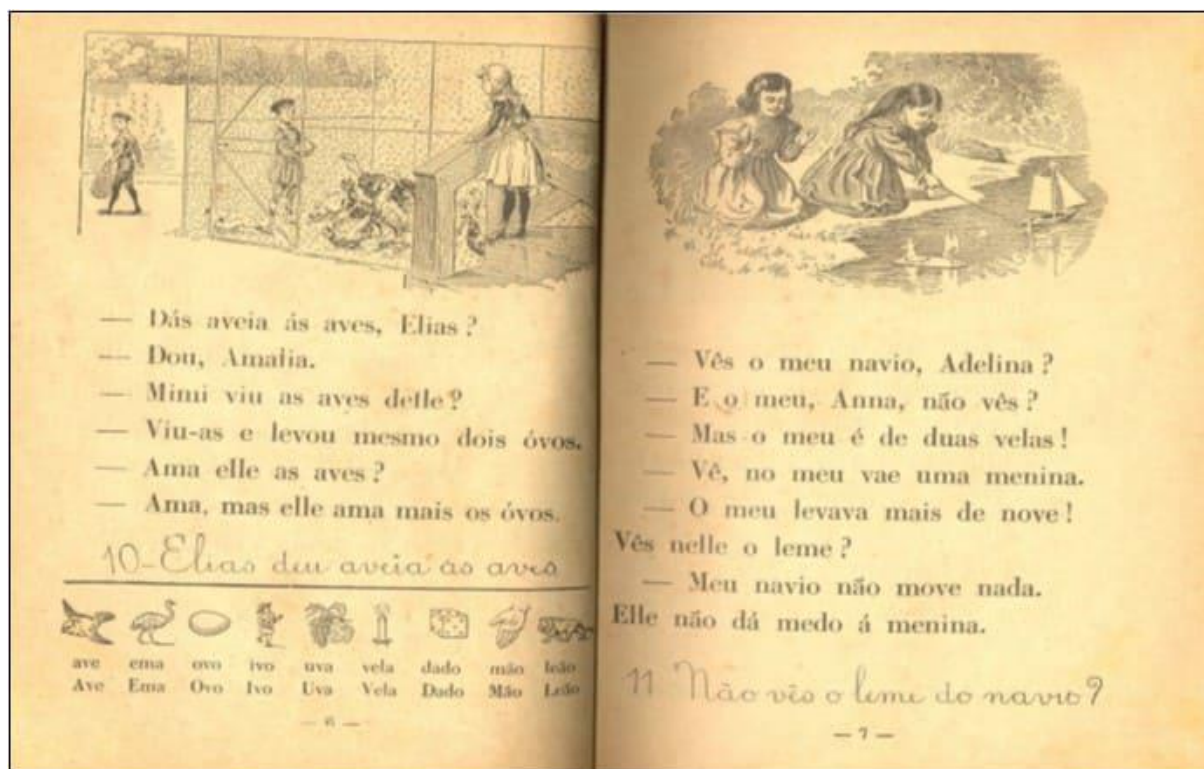 — Dás aveia ás aves, Elias?
— Dou, Amalia.
— Mimi viu as aves delle?
— Viu-as e levou mesmo dois óvos.
— Ama elle as aves?
— Ama, mas elle ama mais os óvos.
10-Elias deu aveia ás aves
ave ema ovo ivo uva vela dado mão leão
Ave Ema Ovo Ivo Uva Vela Dado Mão Leão
— 6 —
— Vês o meu navio, Adelina?
— E o meu, Anna, não vês?
— Mas o meu é de duas velas!
— Vê, no meu vae uma menina.
— O meu levava mais de nove!
Vês nelle o leme?
— Meu navio não move nada.
Elle não dá medo á menina.
11 Não vês o leme do navio?
— 7 —